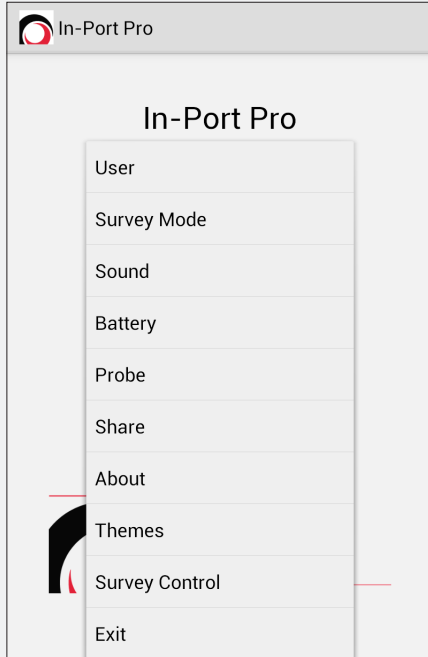 In-Port Pro
In-Port Pro
User
Survey Mode
Sound
Battery
Probe
Share
About
Themes
Survey Control
Exit